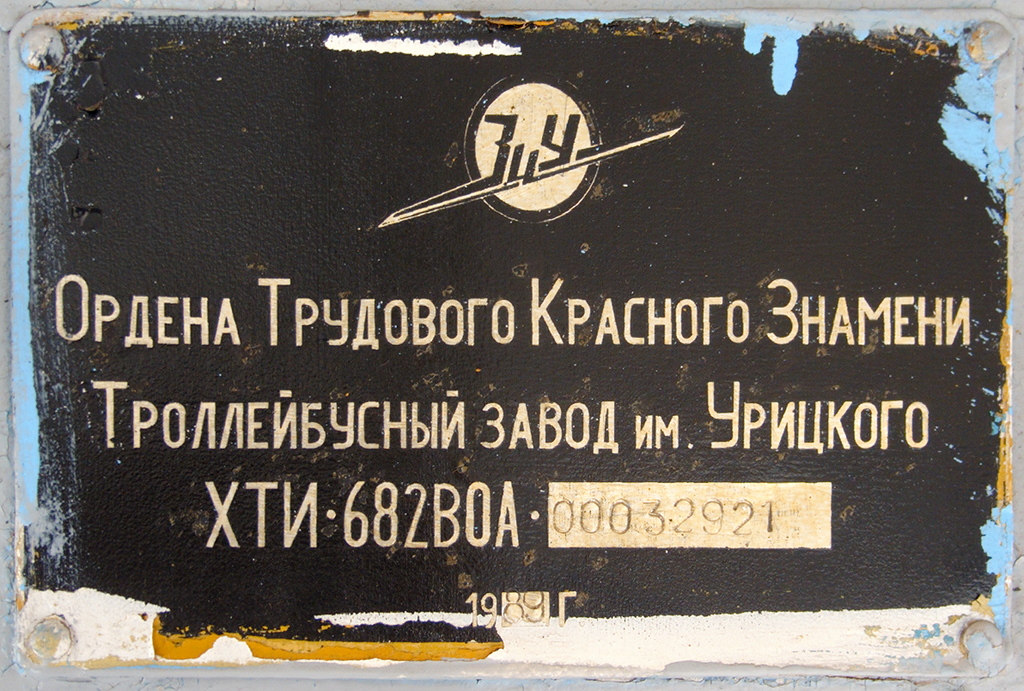 ЗиУ
Ордена Трудового Красного Знамени
Троллейбусный завод им. Урицкого
ХТИ·682В0А·00032921
1989 г